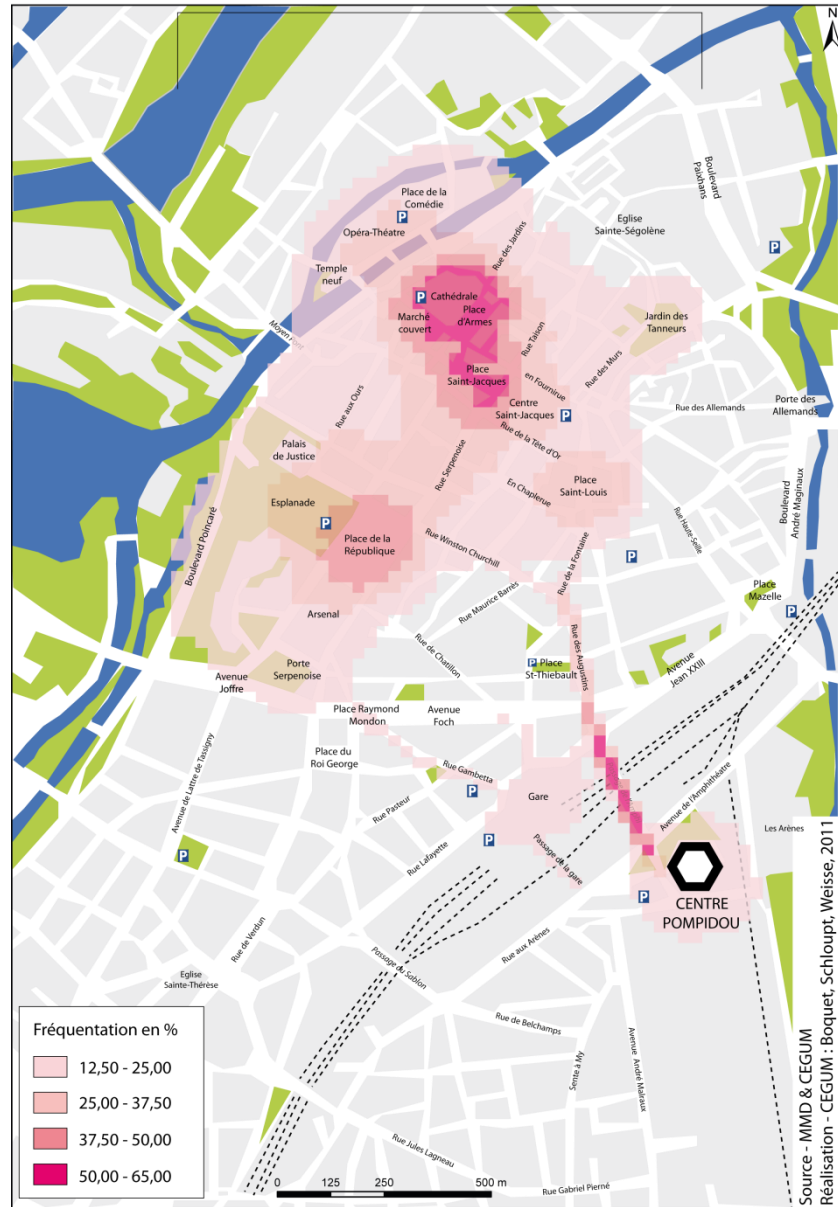 N
Boulevard
Paixhans
Place de la
Comédie
P
Opéra-Théatre
Eglise
Sainte-Ségolène
P
Rue des Jardins
Temple
neuf
P
Cathédrale
Marché
couvert
Place
d'Armes
Jardin des
Tanneurs
Moyen
Rue Taison
Rue des Murs
Place
Saint-Jacques
en Fournirue
Rue aux Ours
Centre
Saint-Jacques
P
Rue des Allemands
Porte des
Allemands
Rue de la Tête d'Or
Palais
de Justice
Rue Serpenoise
En Chaplerue
Place
Saint-Louis
Esplanade
P
Boulevard
André Maginaux
Place de la
République
Rue Haute-Seille
Rue Winston Churchill
Rue de la Fontaine
P
Boulevard Poincaré
Place
Mazelle
P
Arsenal
Rue Maurice Barrès
Rue de Chatillon
Rue des Augustins
P
Place
St-Thiebault
Avenue
Jean XXIII
Porte
Serpenoise
Avenue
Joffre
Place Raymond
Mondon
Avenue
Foch
Place du
Roi George
Rue Gambetta
Avenue de Lattre de Tassigny
Gare
P
Avenue de l'Amphithéatre
Rue Pasteur
P
Les Arènes
Rue Lafayette
Passage de la gare
P
CENTRE
POMPIDOU
P
Rue de Verdun
Rue aux Arènes
Passage du Sablon
Eglise
Sainte-Thérèse
Rue de Belchamps
Sente à My
Avenue André Malraux
Rue Jules Lagneau
Rue Gabriel Pierné
Fréquentation en %
12,50 - 25,00
25,00 - 37,50
37,50 - 50,00
50,00 - 65,00
0 125 250 500 m
Source - MMD & CEGUM
Réalisation - CEGUM : Boquet, Schloupt, Weisse, 2011